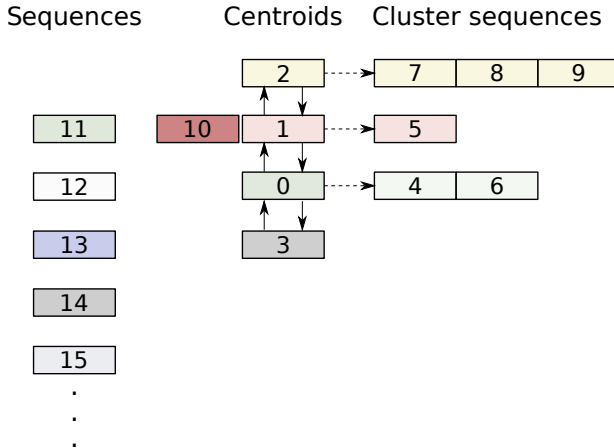 Sequences Centroids Cluster sequences
2 7 8 9
11 10 1 5
12 0 4 6
13 3
14
15
.
.
.